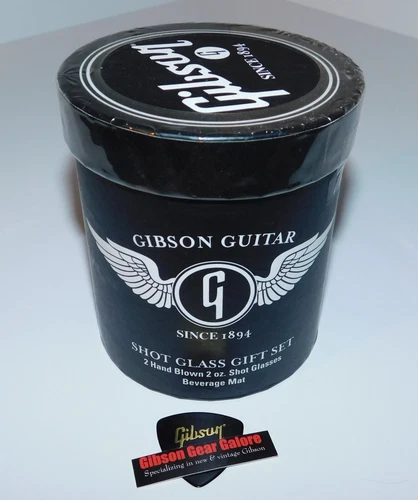 Gibson
G
SINCE 1894
GIBSON GUITAR
G
SINCE 1894
SHOT GLASS GIFT SET
2 Hand Blown 2 oz. Shot Glasses
Beverage Mat
Gibson
Gibson Gear Galore
Specializing in new & vintage Gibson